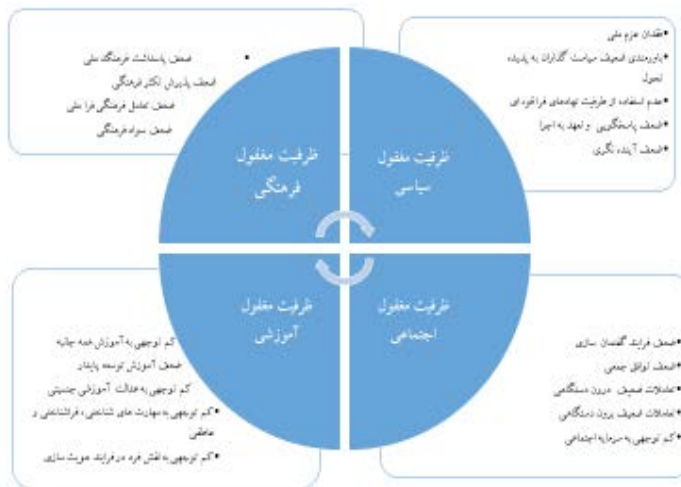 •فقدان عزم ملی
•باورمندی ضعیف سیاست گذاران به پدیده
تحول
•عدم استفاده از ظرفیت نهادهای فراقوه ای
•ضعف پاسخگویی و تعهد به اجرا
•ضعف آینده نگری
• ضعف پاسداشت فرهنگ ملی
ضعف پذیرش تکثر فرهنگی
ضعف تعامل فرهنگی فرا ملی
ضعف سواد فرهنگی
ظرفیت مغفول
سیاسی
ظرفیت مغفول
فرهنگی
ظرفیت مغفول
اجتماعی
ظرفیت مغفول
آموزشی
•ضعف فرایند گفتمان سازی
•ضعف توافق جمعی
•تعاملات ضعیف درون دستگاهی
•تعاملات ضعیف برون دستگاهی
•کم توجهی به سرمایه اجتماعی
کم توجهی به آموزش همه جانبه
ضعف آموزش توسعه پایدار
کم توجهی به عدالت آموزشی جنسیتی
•کم توجهی به مهارت های شناختی، فراشناختی و
عاطفی
•کم توجهی به نقش فرد در فرایند هویت سازی